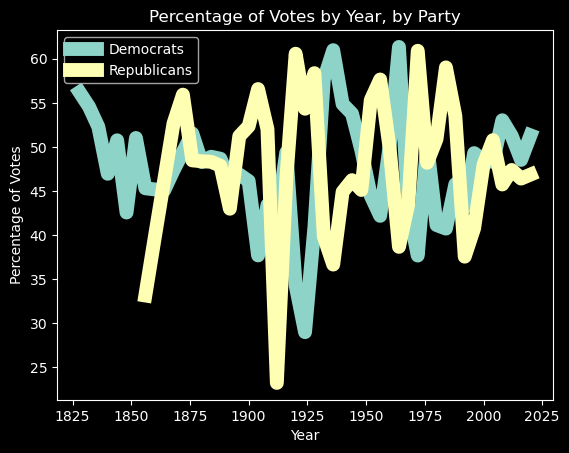 Percentage of Votes by Year, by Party
Democrats
Republicans
Percentage of Votes
60
55
50
45
40
35
30
25
1825 1850 1875 1900 1925 1950 1975 2000 2025
Year